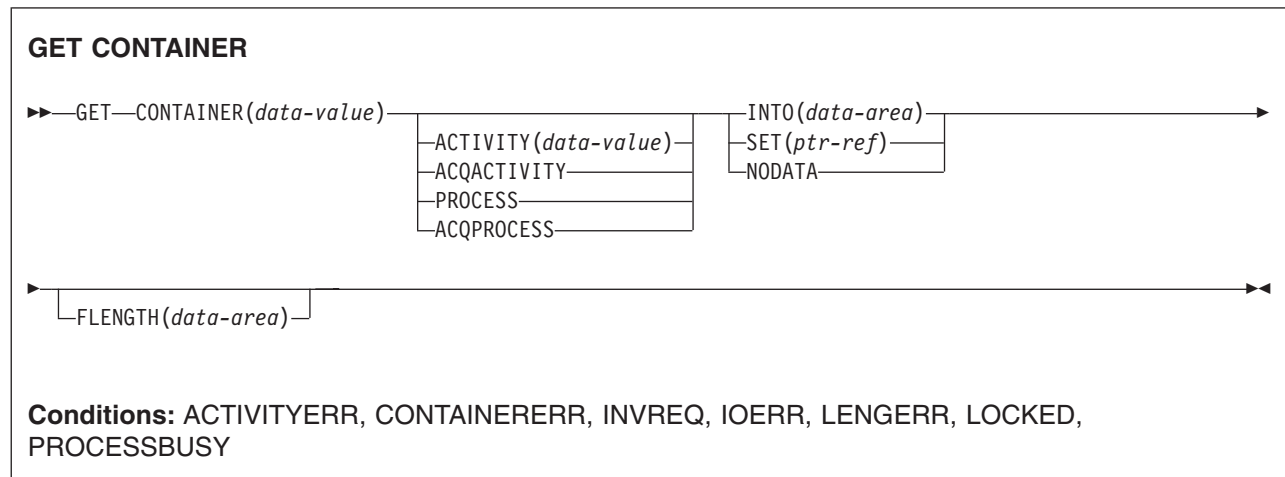 GET CONTAINER
GET CONTAINER(data-value) INTO(data-area)
ACTIVITY(data-value) SET(ptr-ref)
ACQACTIVITY NODATA
PROCESS
ACQPROCESS
FLENGTH(data-area)
Conditions: ACTIVITYERR, CONTAINERERR, INVREQ, IOERR, LENGERR, LOCKED,
PROCESSBUSY